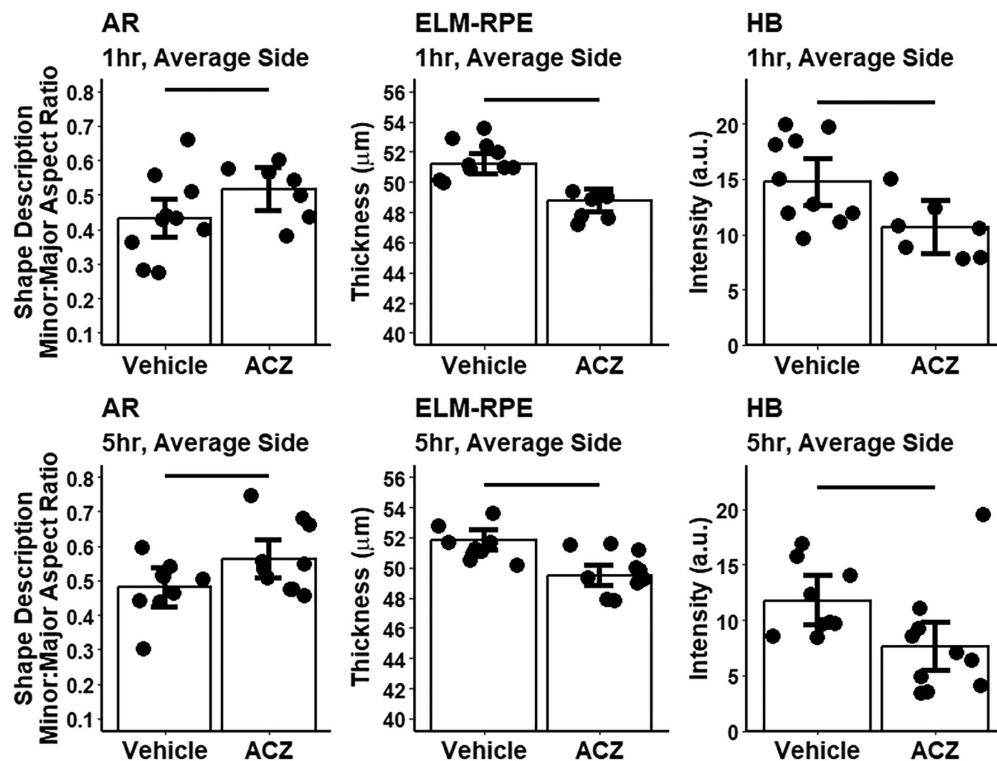 AR
1hr, Average Side
Shape Description
Minor:Major Aspect Ratio
0.8
0.7
0.6
0.5
0.4
0.3
0.2
0.1
Vehicle ACZ
ELM-RPE
1hr, Average Side
Thickness (μm)
56
54
52
50
48
46
44
42
40
Vehicle ACZ
HB
1hr, Average Side
Intensity (a.u.)
20
15
10
5
0
Vehicle ACZ
AR
5hr, Average Side
Shape Description
Minor:Major Aspect Ratio
0.8
0.7
0.6
0.5
0.4
0.3
0.2
0.1
Vehicle ACZ
ELM-RPE
5hr, Average Side
Thickness (μm)
56
54
52
50
48
46
44
42
40
Vehicle ACZ
HB
5hr, Average Side
Intensity (a.u.)
20
15
10
5
0
Vehicle ACZ